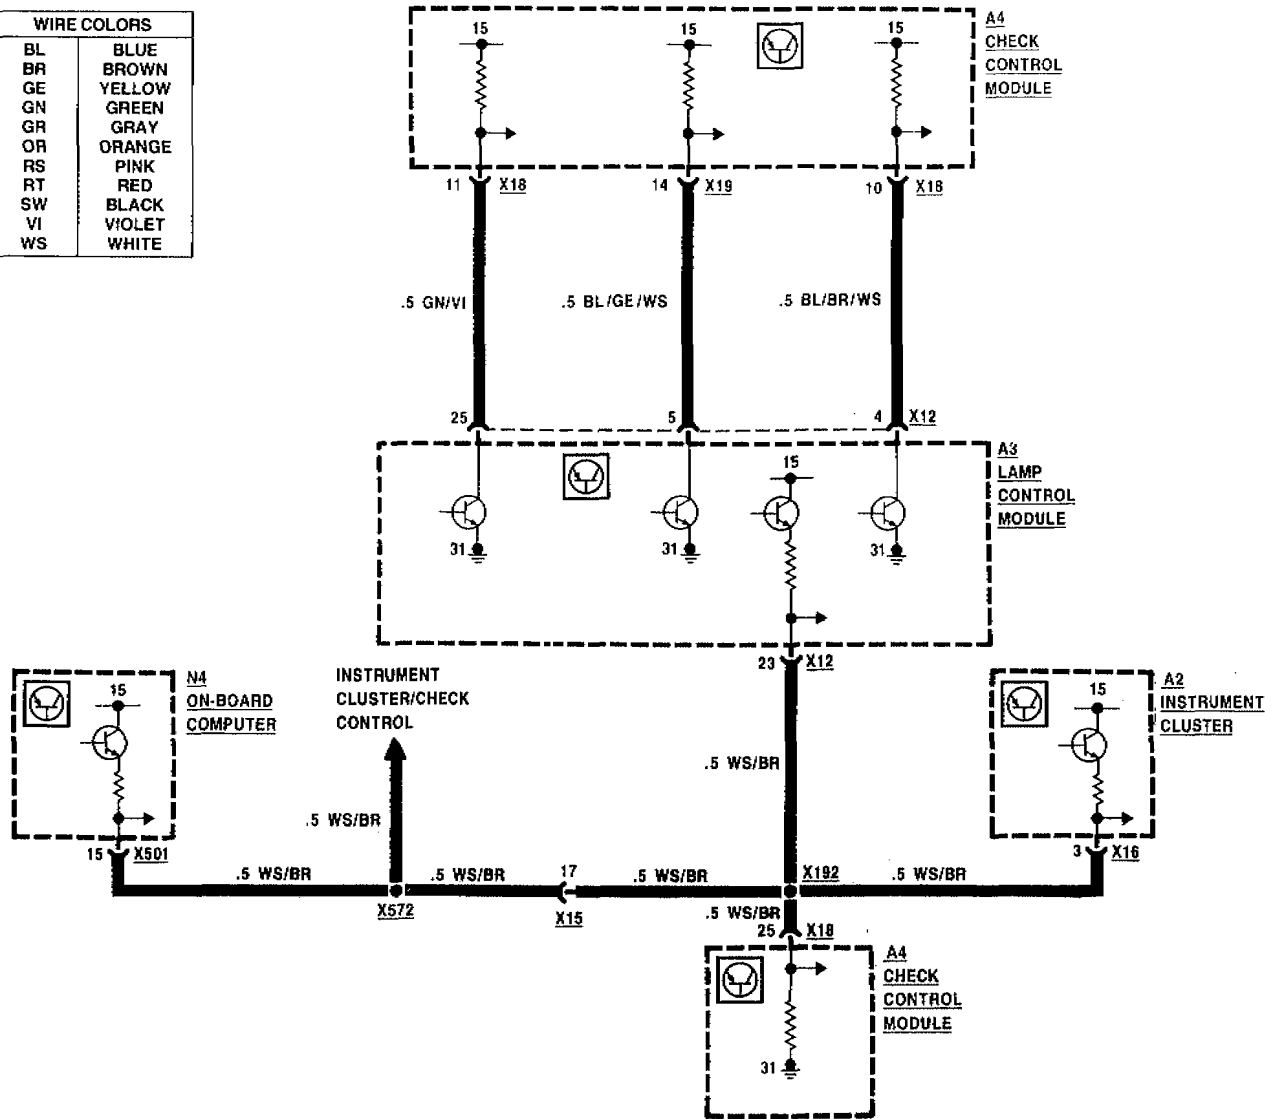 WIRE COLORS
BL BLUE
BR BROWN
GE YELLOW
GN GREEN
GR GRAY
OR ORANGE
RS PINK
RT RED
SW BLACK
VI VIOLET
WS WHITE
15
15
15
A4
CHECK
CONTROL
MODULE
11 X18
14 X19
10 X18
.5 GN/VI
.5 BL/GE/WS
.5 BL/BR/WS
25
5
4 X12
A3
LAMP
CONTROL
MODULE
15
31
31
31
23 X12
N4
ON-BOARD
COMPUTER
15
INSTRUMENT
CLUSTER/CHECK
CONTROL
A2
INSTRUMENT
CLUSTER
15
.5 WS/BR
.5 WS/BR
15 X501
3 X16
.5 WS/BR
.5 WS/BR
17
.5 WS/BR
X192
.5 WS/BR
X572
X15
.5 WS/BR
25 X18
A4
CHECK
CONTROL
MODULE
31